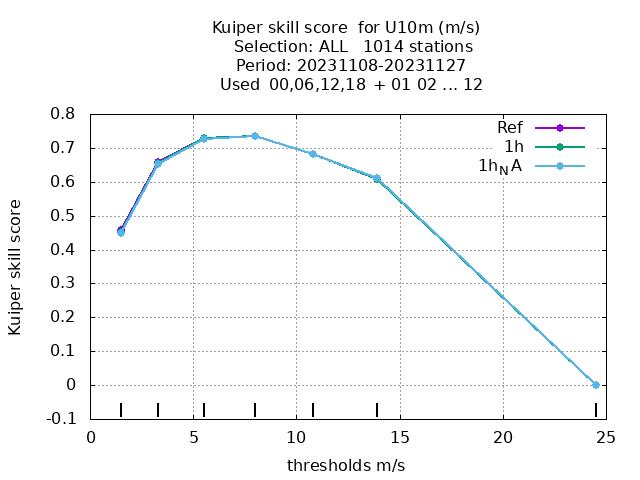 Kuiper skill score for U10m (m/s)
Selection: ALL 1014 stations
Period: 20231108-20231127
Used 00,06,12,18 + 01 02 ... 12
Ref
1h
1h_N A
0.8
0.7
0.6
0.5
0.4
0.3
0.2
0.1
0
-0.1
Kuiper skill score
0 5 10 15 20 25
thresholds m/s